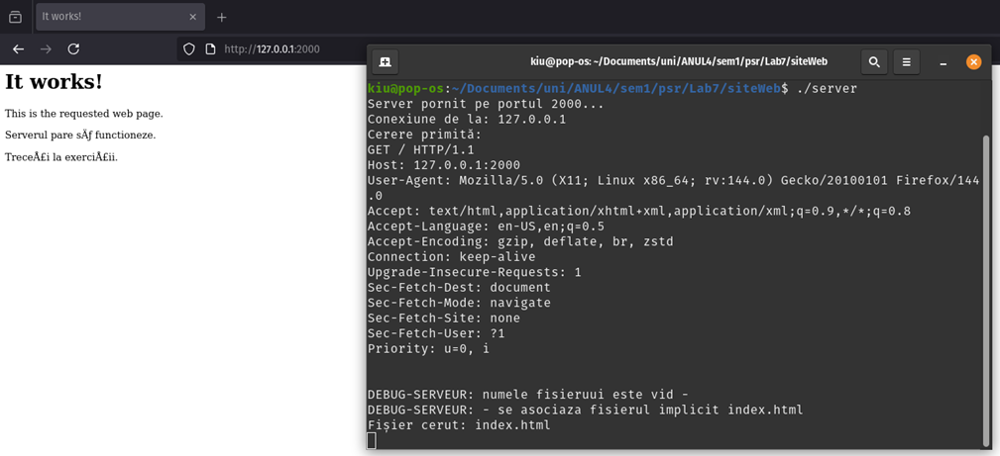 It works!
http://127.0.0.1:2000
It works!
This is the requested web page.
Serverul pare sÄƒ functioneze.
TreceÅ£i la exerciÅ£ii.
kiu@pop-os: ~/Documents/uni/ANUL4/sem1/psr/Lab7/siteWeb
kiu@pop-os:~/Documents/uni/ANUL4/sem1/psr/Lab7/siteWeb$ ./server
Server pornit pe portul 2000...
Conexiune de la: 127.0.0.1
Cerere primită:
GET / HTTP/1.1
Host: 127.0.0.1:2000
User-Agent: Mozilla/5.0 (X11; Linux x86_64; rv:144.0) Gecko/20100101 Firefox/144
.0
Accept: text/html,application/xhtml+xml,application/xml;q=0.9,*/*;q=0.8
Accept-Language: en-US,en;q=0.5
Accept-Encoding: gzip, deflate, br, zstd
Connection: keep-alive
Upgrade-Insecure-Requests: 1
Sec-Fetch-Dest: document
Sec-Fetch-Mode: navigate
Sec-Fetch-Site: none
Sec-Fetch-User: ?1
Priority: u=0, i
DEBUG-SERVEUR: numele fisieruui este vid -
DEBUG-SERVEUR: - se asociaza fisierul implicit index.html
Fișier cerut: index.html